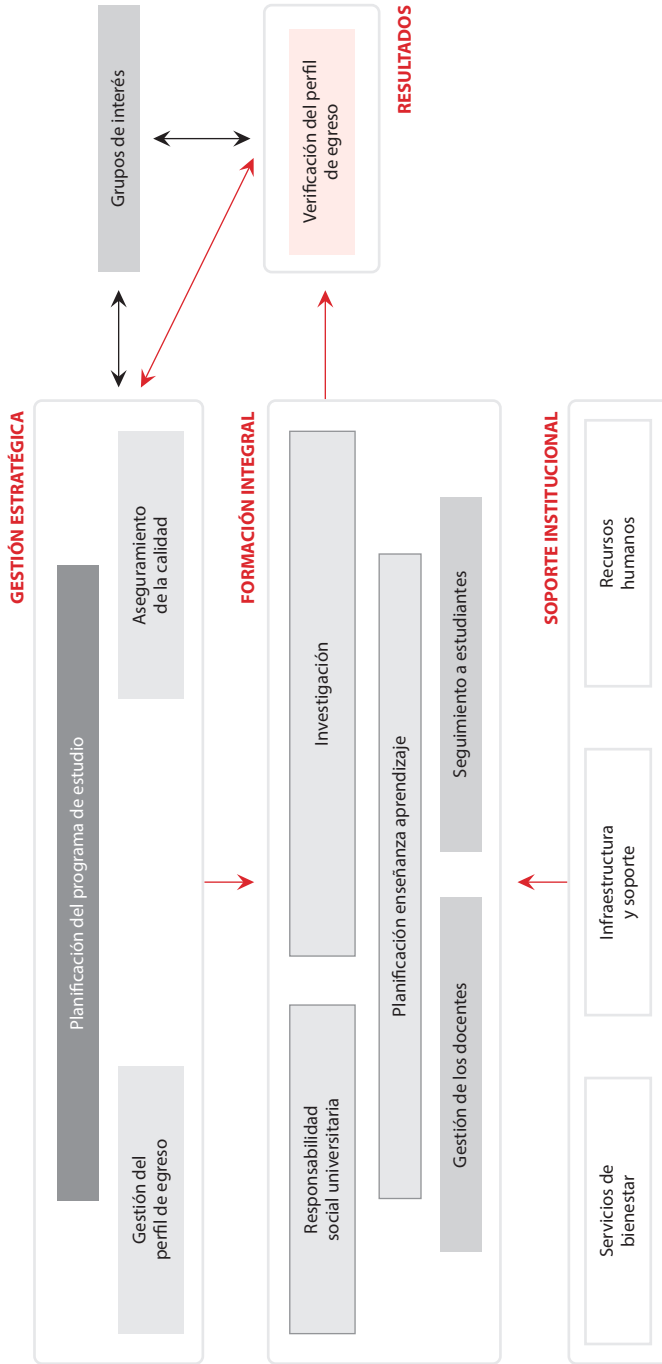 GESTIÓN ESTRATÉGICA
Planificación del programa de estudio
Gestión del
perfil de egreso
Aseguramiento
de la calidad
Grupos de interés
FORMACIÓN INTEGRAL
Responsabilidad
social universitaria
Investigación
Planificación enseñanza aprendizaje
Gestión de los docentes
Seguimiento a estudiantes
Verificación del perfil
de egreso
RESULTADOS
SOPORTE INSTITUCIONAL
Servicios de
bienestar
Infraestructura
y soporte
Recursos
humanos